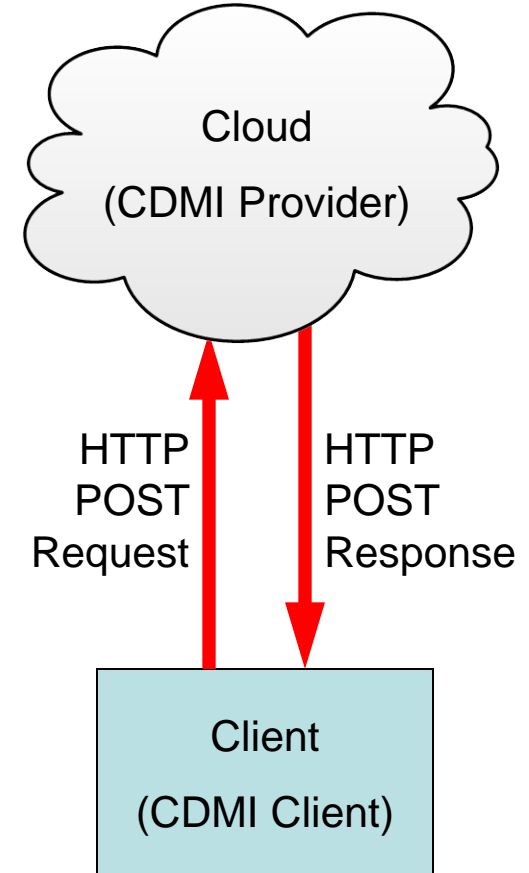 Cloud
(CDMI Provider)
HTTP
POST
Request
HTTP
POST
Response
Client
(CDMI Client)